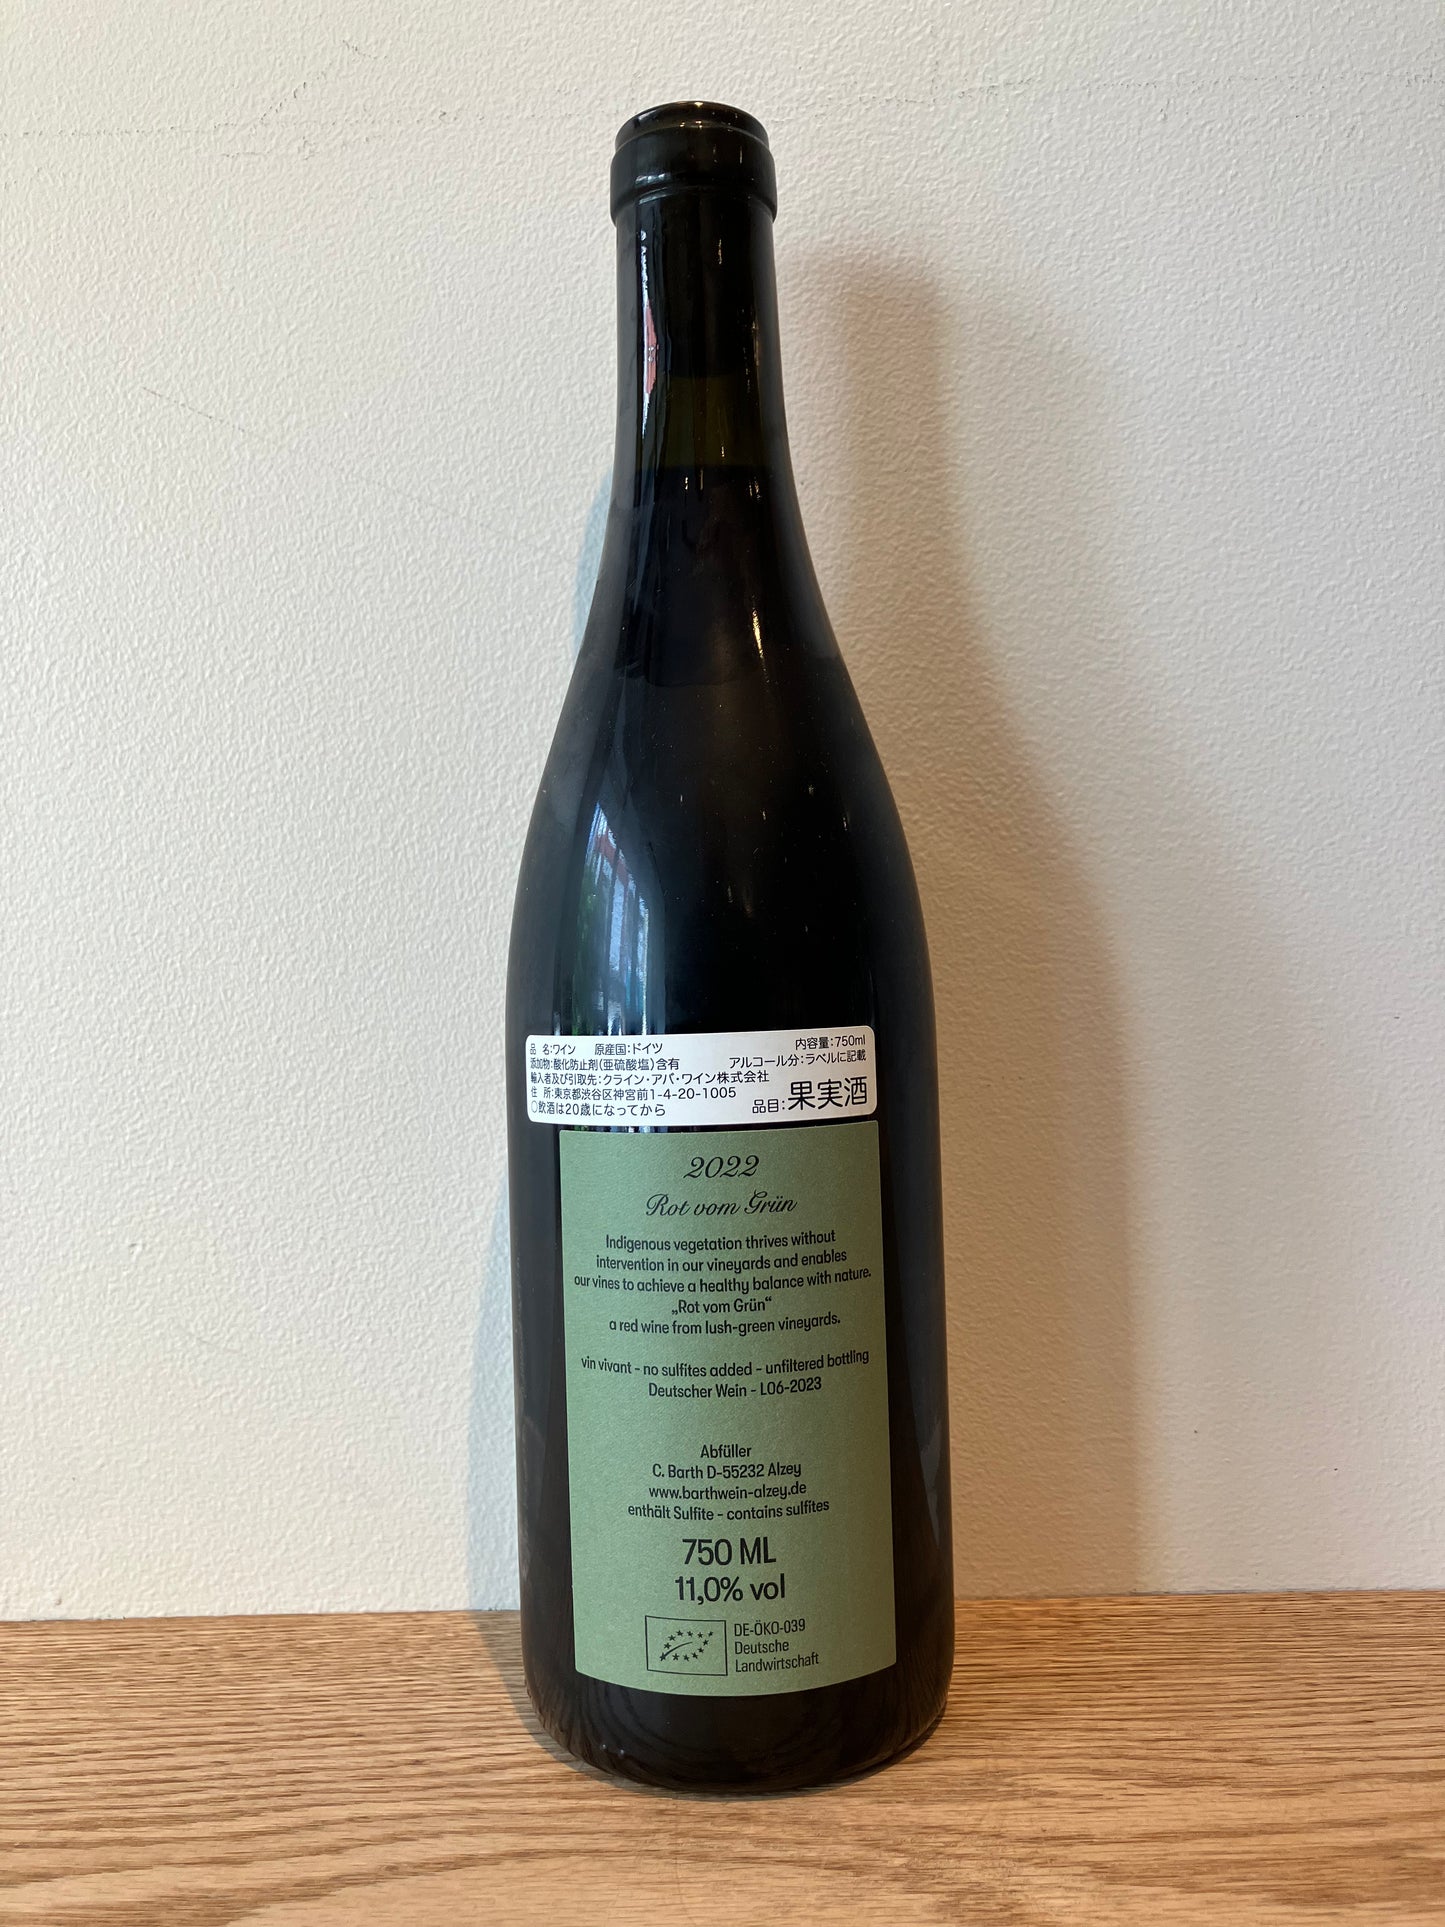 品 名:ワイン 原産国:ドイツ 内容量:750ml
添加物:酸化防止剤(亜硫酸塩)含有 アルコール分:ラベルに記載
輸入者及び引取先:クライン・アバ・ワイン株式会社
住 所:東京都渋谷区神宮前1-4-20-1005
○飲酒は20歳になってから 品目:果実酒
2022
Rot vom Grün
Indigenous vegetation thrives without
intervention in our vineyards and enables
our vines to achieve a healthy balance with nature.
„Rot vom Grün“
a red wine from lush-green vineyards.
vin vivant - no sulfites added - unfiltered bottling
Deutscher Wein - L06-2023
Abfüller
C. Barth D-55232 Alzey
www.barthwein-alzey.de
enthält Sulfite - contains sulfites
750 ML
11,0% vol
DE-ÖKO-039
Deutsche
Landwirtschaft